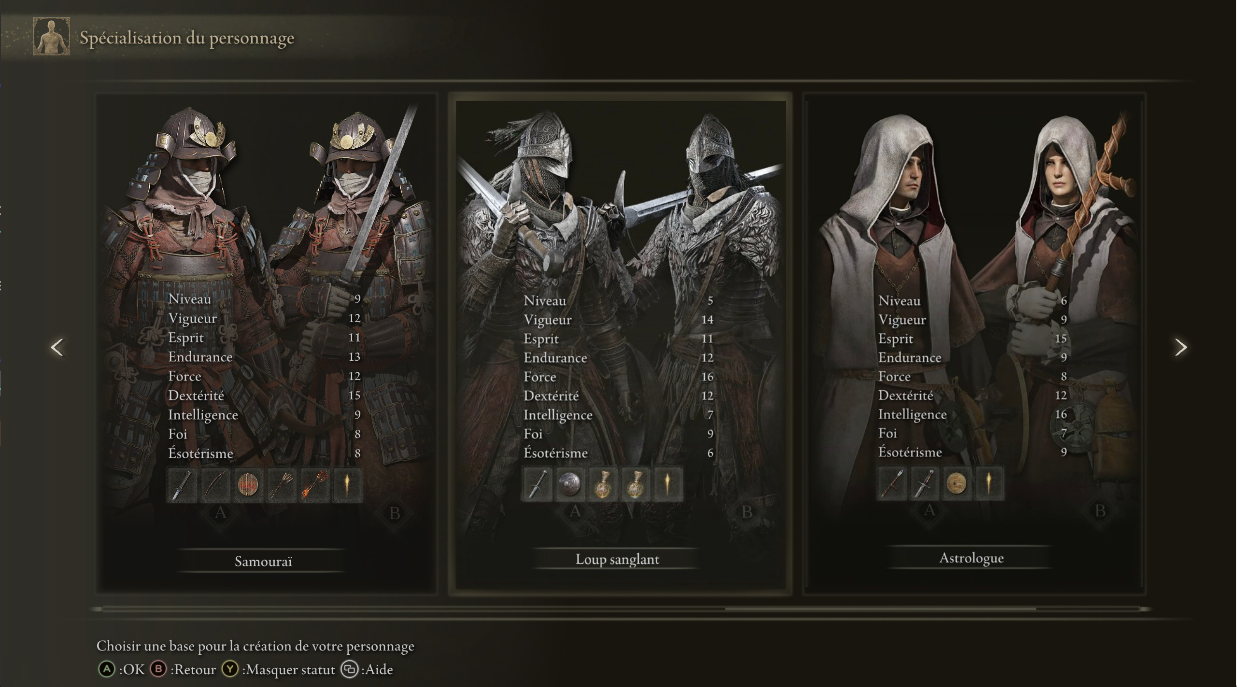 Spécialisation du personnage
Niveau 9
Vigueur 12
Esprit 11
Endurance 13
Force 12
Dextérité 15
Intelligence 9
Foi 8
Ésotérisme 8
A B
Samouraï
Niveau 5
Vigueur 14
Esprit 11
Endurance 12
Force 16
Dextérité 12
Intelligence 7
Foi 9
Ésotérisme 6
A B
Loup sanglant
Niveau 6
Vigueur 9
Esprit 15
Endurance 9
Force 8
Dextérité 12
Intelligence 16
Foi 7
Ésotérisme 9
A B
Astrologue
Choisir une base pour la création de votre personnage
A :OK B :Retour Y :Masquer statut :Aide